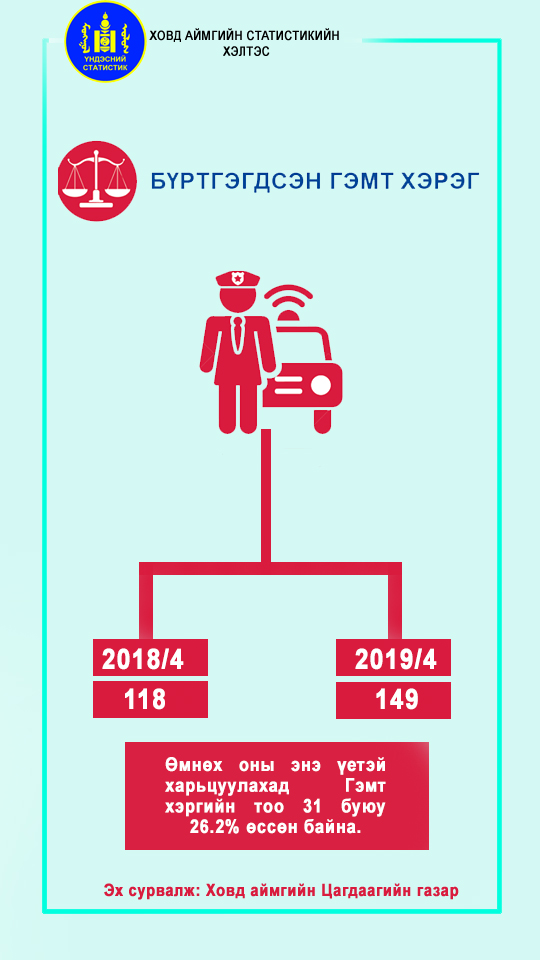 ХОВД АЙМГИЙН СТАТИСТИКИЙН
ХЭЛТЭС
ҮНДЭСНИЙ
СТАТИСТИК
БҮРТГЭГДСЭН ГЭМТ ХЭРЭГ
2018/4
2019/4
118
149
Өмнөх оны энэ үетэй
харьцуулахад Гэмт
хэргийн тоо 31 буюу
26.2% өссөн байна.
Эх сурвалж: Ховд аймгийн Цагдаагийн газар